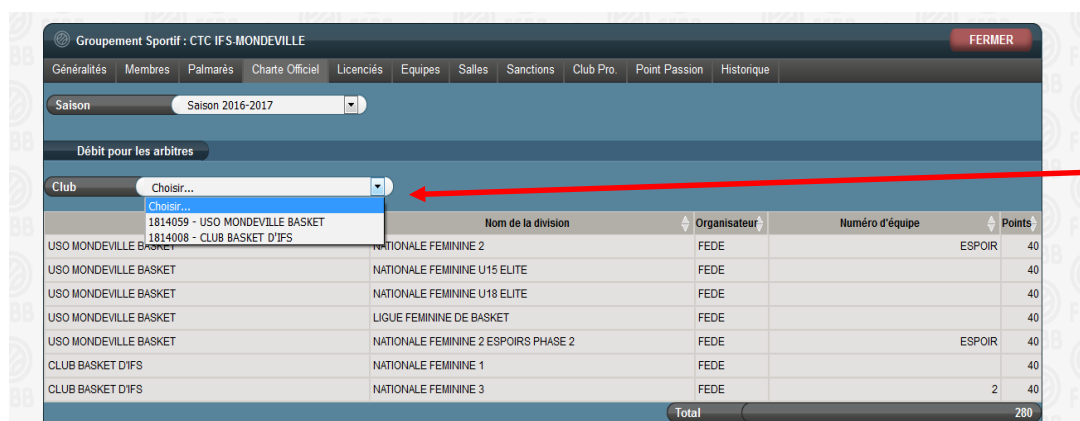 Groupement Sportif : CTC IFS-MONDEVILLE FERMER
Généralités Membres Palmarès Charte Officiel Licenciés Equipes Salles Sanctions Club Pro. Point Passion Historique
Saison Saison 2016-2017
Débit pour les arbitres
Club Choisir...
Choisir...
1814059 - USO MONDEVILLE BASKET
1814008 - CLUB BASKET D'IFS
Nom de la division Organisateur Numéro d'équipe Points
USO MONDEVILLE BASKET NATIONALE FEMININE 2 FEDE ESPOIR 40
USO MONDEVILLE BASKET NATIONALE FEMININE U15 ELITE FEDE 40
USO MONDEVILLE BASKET NATIONALE FEMININE U18 ELITE FEDE 40
USO MONDEVILLE BASKET LIGUE FEMININE DE BASKET FEDE 40
USO MONDEVILLE BASKET NATIONALE FEMININE 2 ESPOIRS PHASE 2 FEDE ESPOIR 40
CLUB BASKET D'IFS NATIONALE FEMININE 1 FEDE 40
CLUB BASKET D'IFS NATIONALE FEMININE 3 FEDE 2 40
Total 280